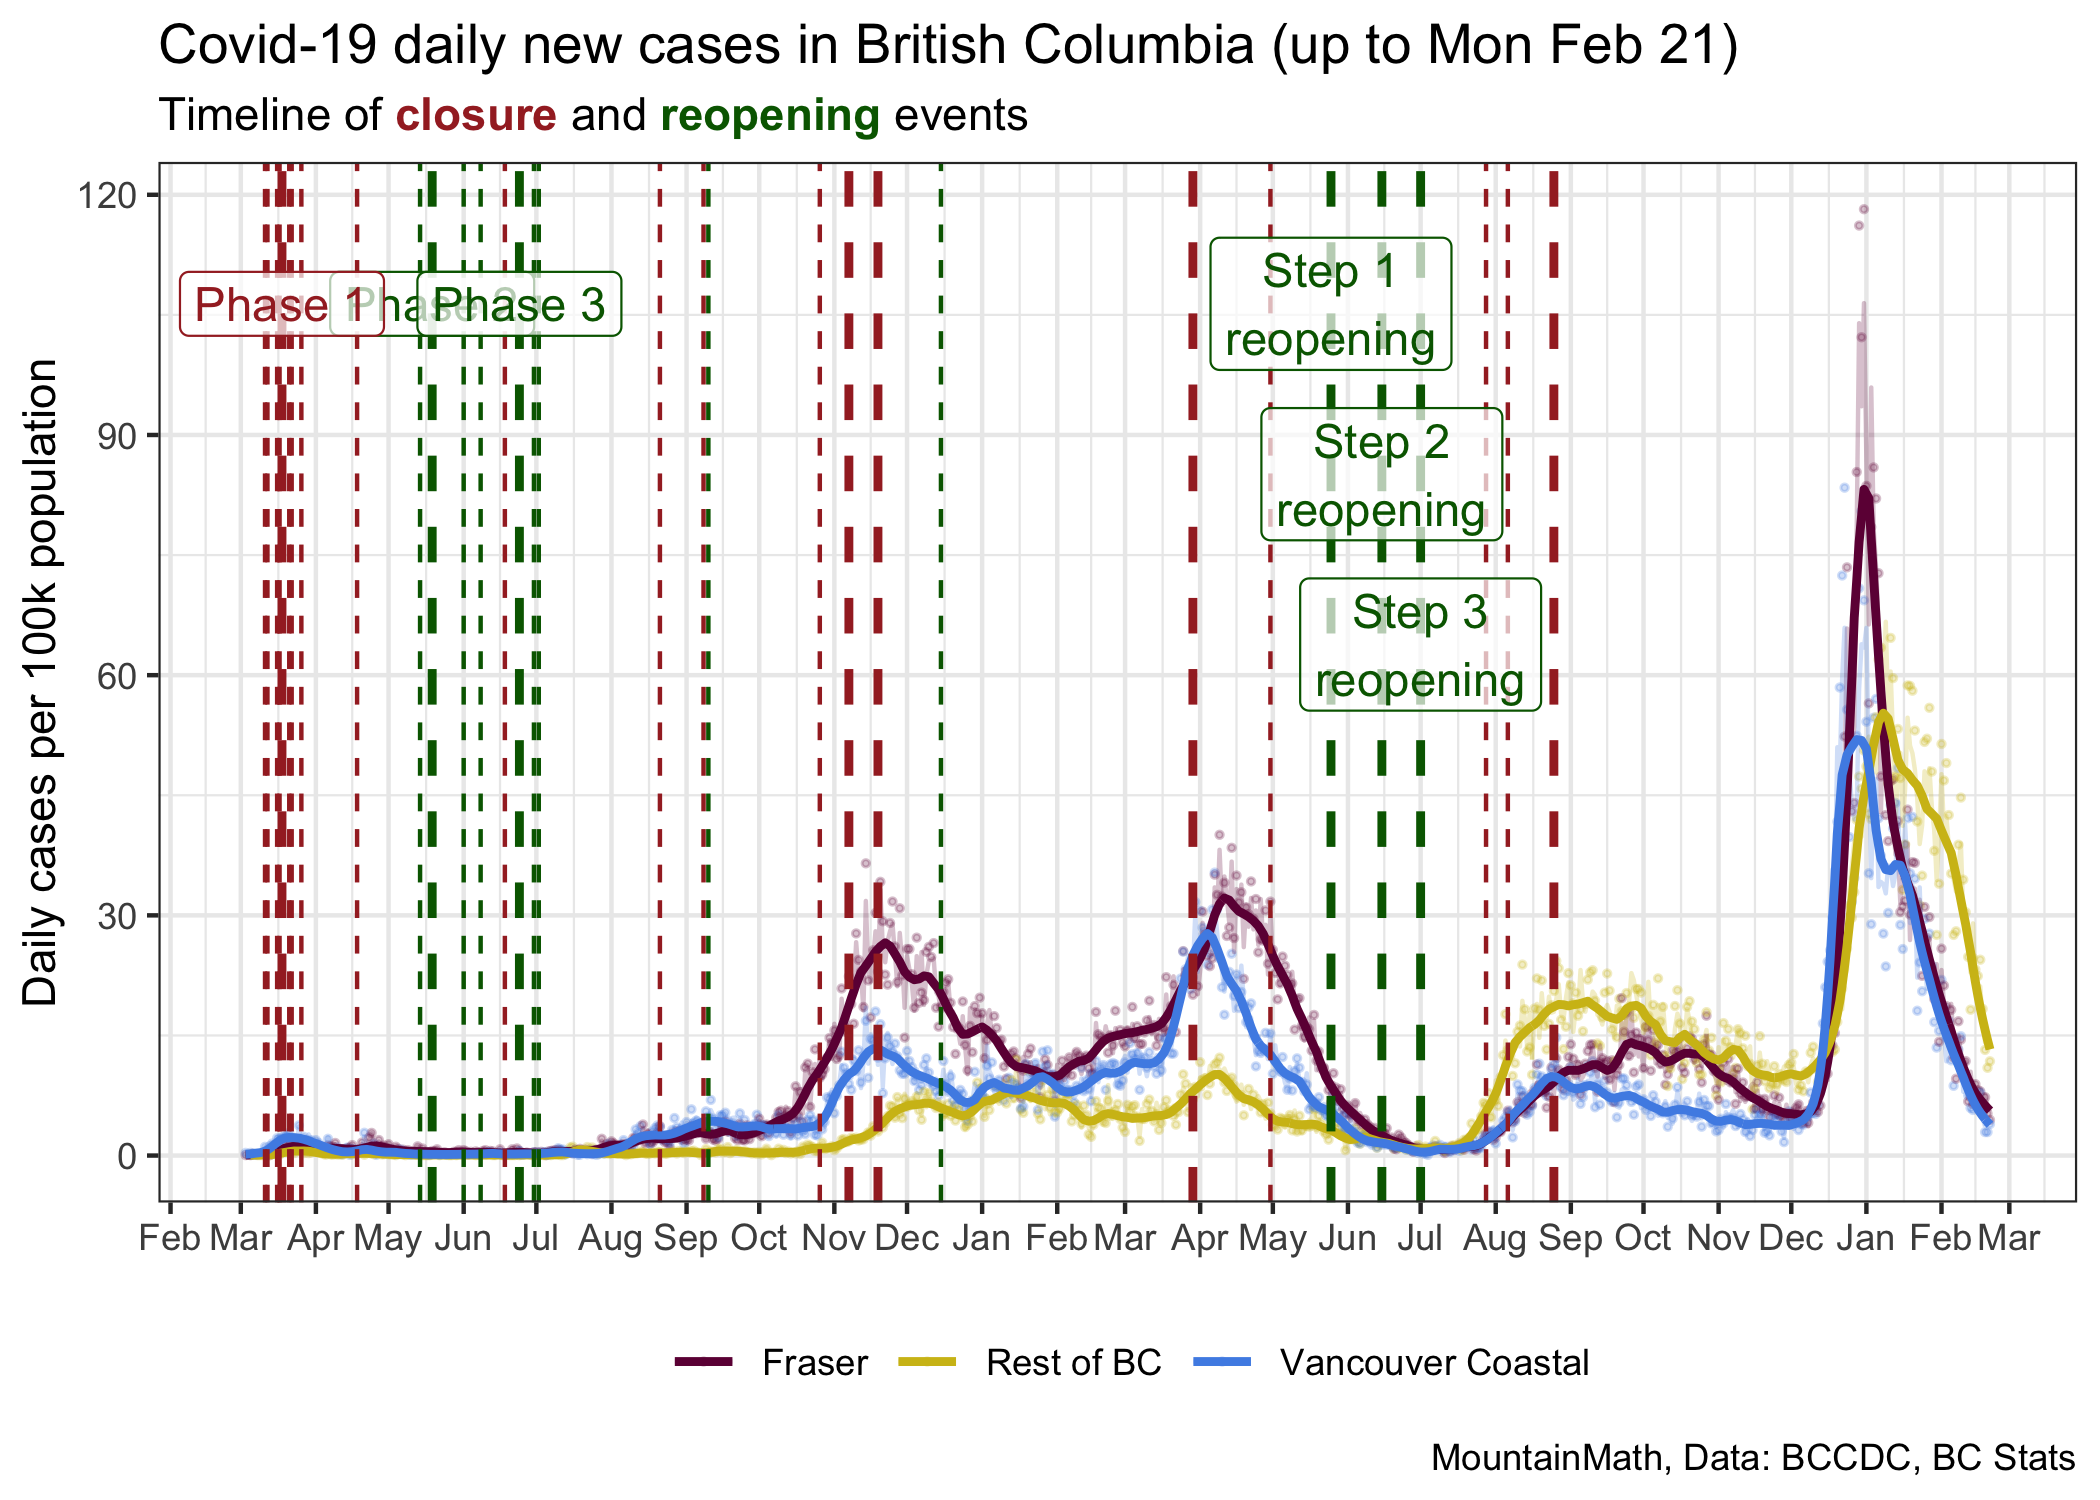 Covid-19 daily new cases in British Columbia (up to Mon Feb 21)
Timeline of closure and reopening events
Daily cases per 100k population
120
90
60
30
0
Phase 1
Phase 2
Phase 3
Step 1
reopening
Step 2
reopening
Step 3
reopening
Feb Mar Apr May Jun Jul Aug Sep Oct Nov Dec Jan Feb Mar Apr May Jun Jul Aug Sep Oct Nov Dec Jan Feb Mar
Fraser Rest of BC Vancouver Coastal
MountainMath, Data: BCCDC, BC Stats